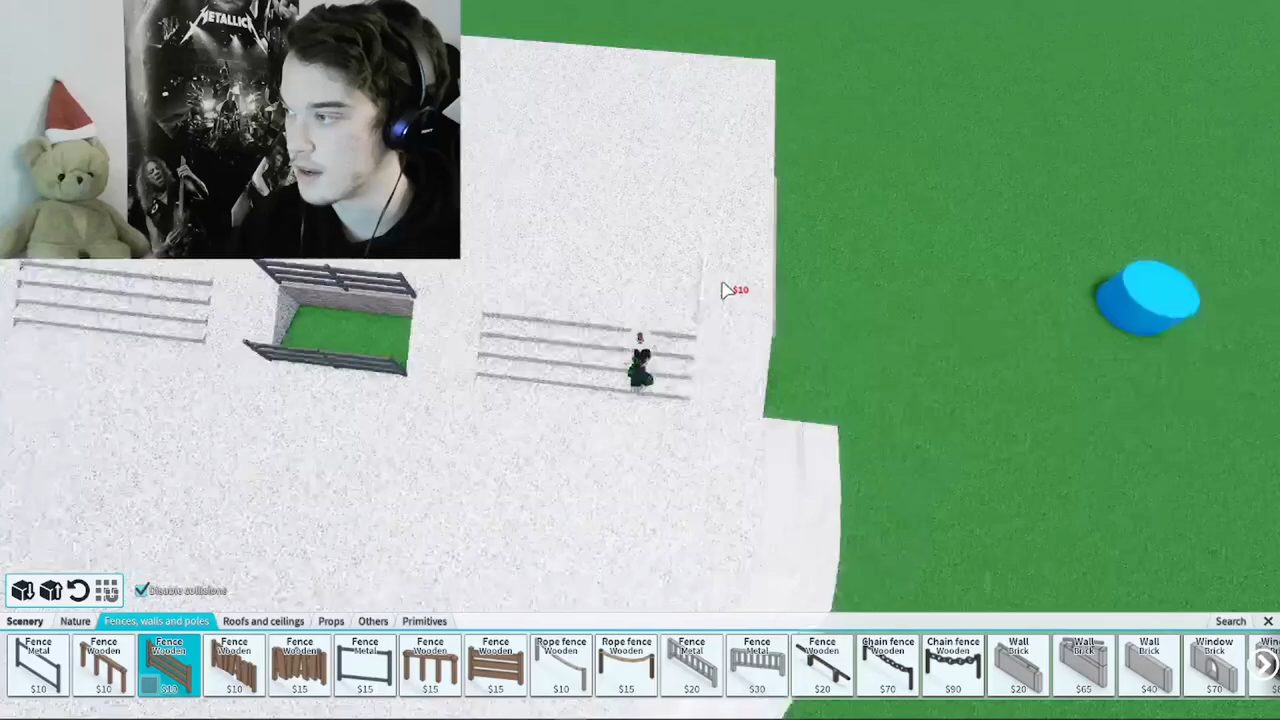 METALLICA
$10
Disable collisions
Scenery Nature Fences, walls and poles Roofs and ceilings Props Others Primitives Search
Fence Metal $10
Fence Wooden $10
Fence Wooden $10
Fence Wooden $10
Fence Wooden $15
Fence Metal $15
Fence Wooden $15
Fence Wooden $15
Rope fence Wooden $10
Rope fence Wooden $15
Fence Metal $20
Fence Metal $30
Fence Wooden $20
Chain fence Wooden $70
Chain fence Wooden $90
Wall Brick $20
Wall Brick $65
Wall Brick $40
Window Brick $70